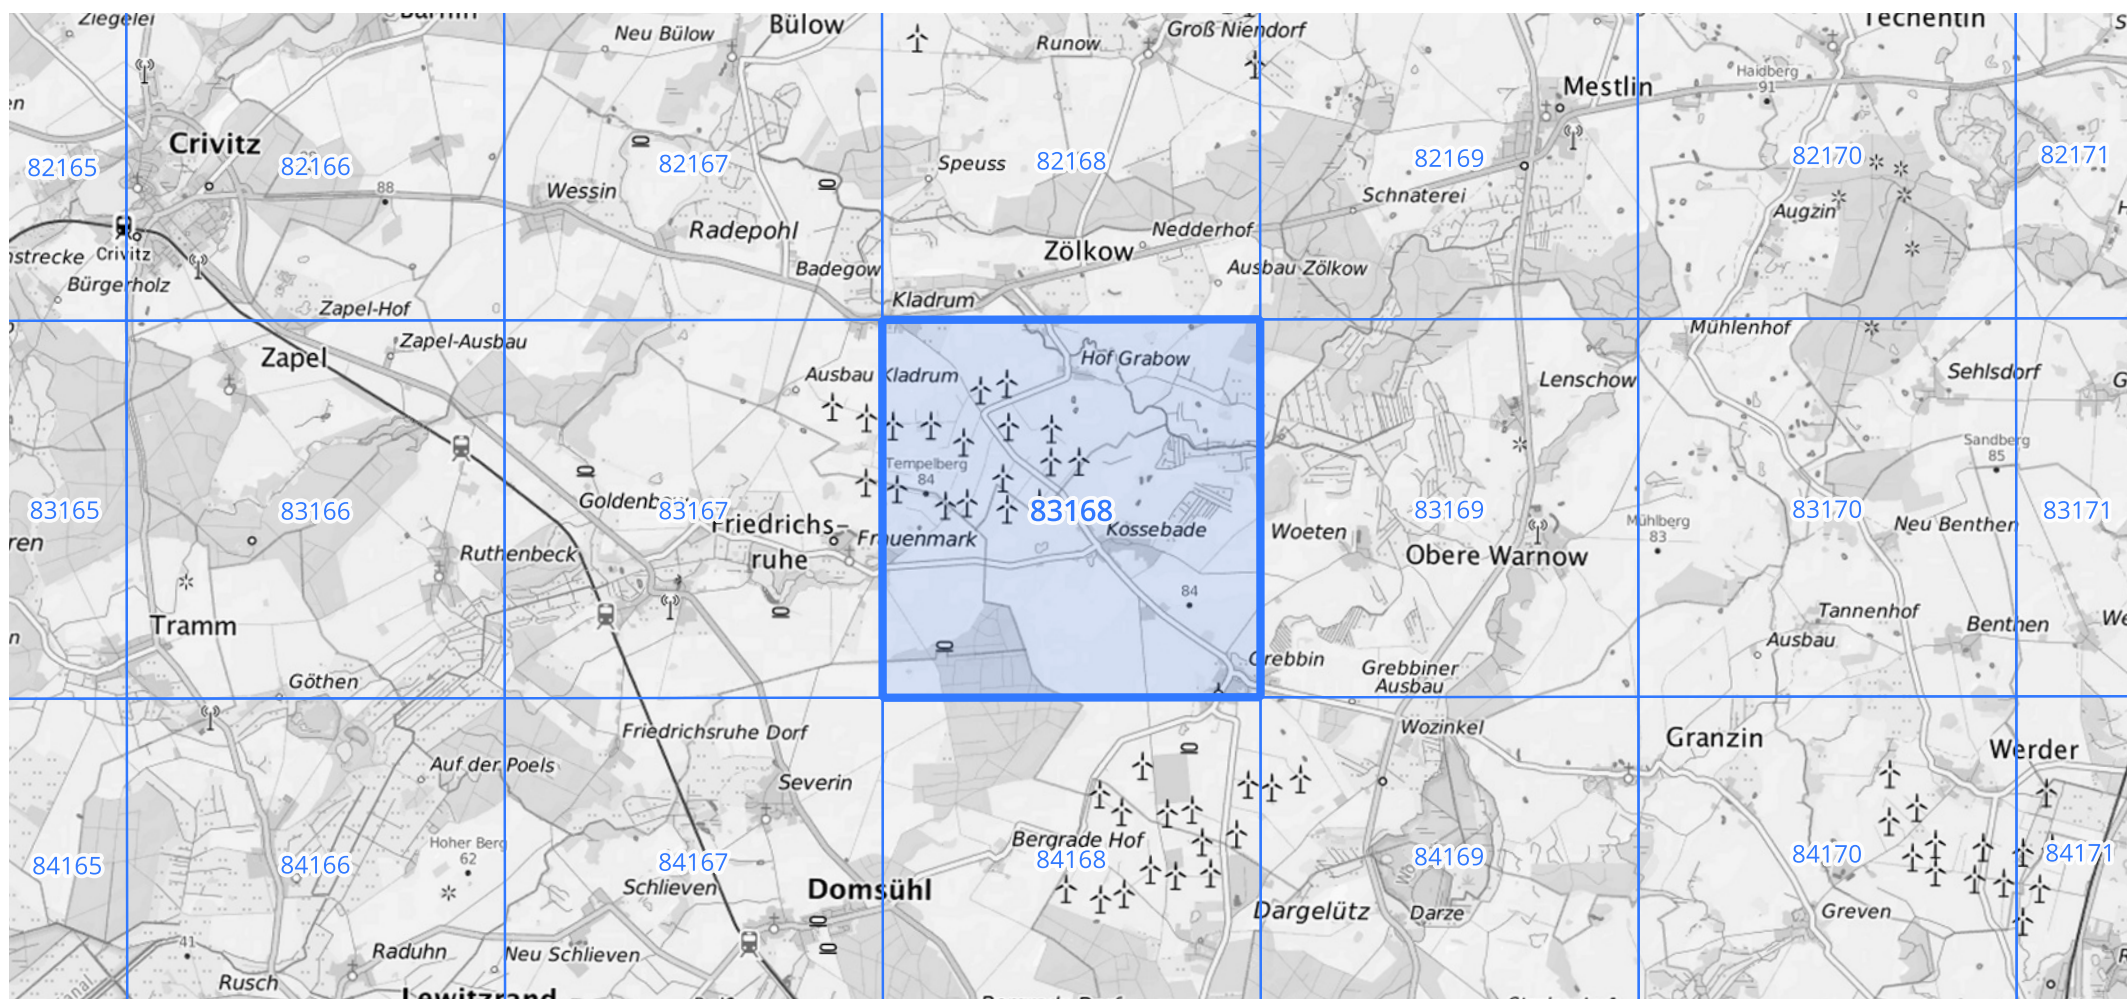 Ziegelei
Neu Bülow
Bülow
Runow
Groß Niendorf
Techentin
Haidberg
91
Mestlin
Crivitz
82165
82166
82167
Speuss
82168
82169
82170
82171
88
Wessin
Schnaterei
Augzin
Radepohl
Nedderhof
Zölkow
nstrecke
Crivitz
Badegow
Ausbau Zölkow
Bürgerholz
Zapel-Hof
Kladrum
Mühlenhof
Zapel-Ausbau
Zapel
Hof Grabow
Ausbau Kladrum
Lenschow
Sehlsdorf
Sandberg
85
Tempelberg
84
Goldenbow
83165
83166
83167
83168
83169
83170
83171
Friedrichs-
ruhe
Frauenmark
Kossebade
Woeten
Mühlberg
83
Neu Benthen
ren
Ruthenbeck
Obere Warnow
84
Tramm
Tannenhof
Benthen
Ausbau
Grebbin
Grebbiner
Ausbau
Göthen
Friedrichsruhe Dorf
Wozinkel
Granzin
Werder
Auf der Poels
Severin
Hoher Berg
62
Bergrade Hof
84165
84166
84167
84168
84169
84170
84171
Schlieven
Domsühl
Dargelütz
Darze
Greven
41
Raduhn
Neu Schlieven
Rusch
Lewitzrand